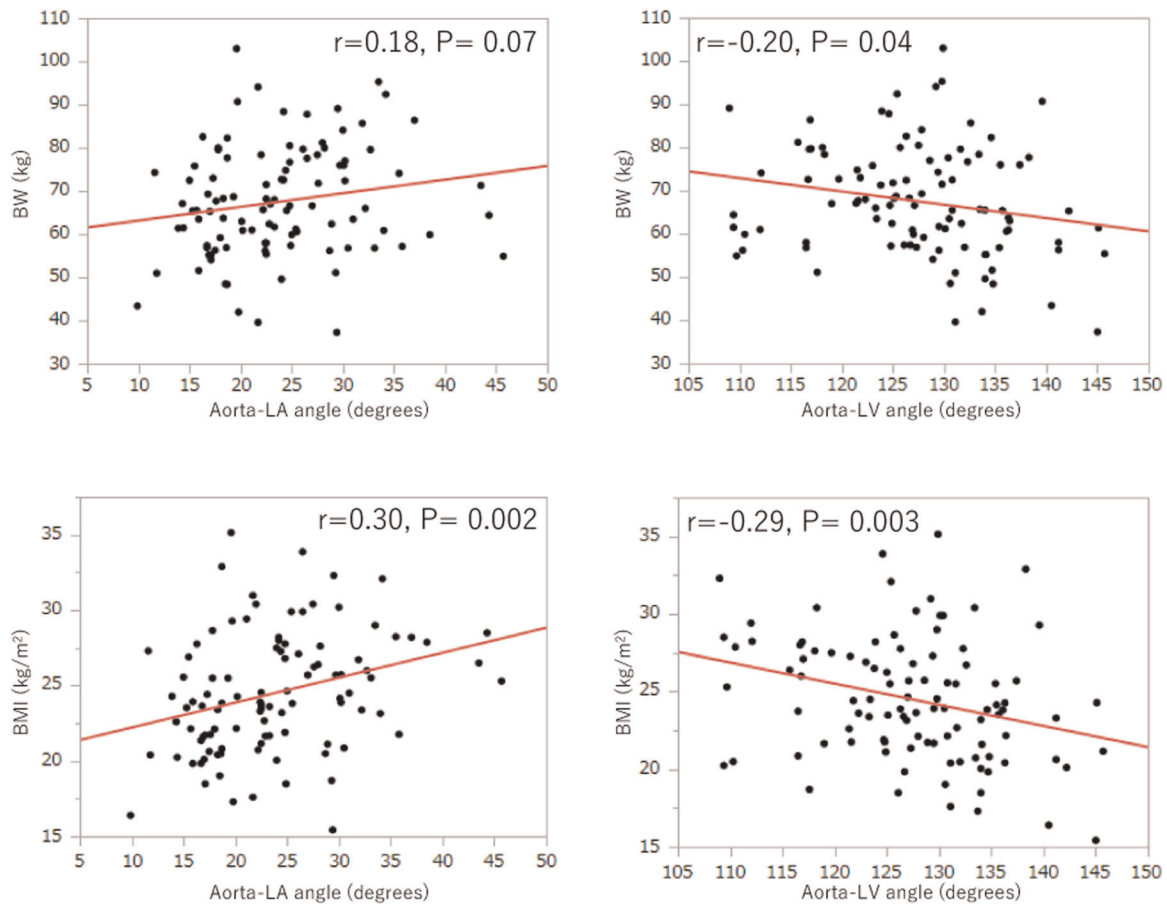 r=0.18, P= 0.07
BW (kg)
110
100
90
80
70
60
50
40
30
5 10 15 20 25 30 35 40 45 50
Aorta-LA angle (degrees)
r=-0.20, P= 0.04
BW (kg)
110
100
90
80
70
60
50
40
30
105 110 115 120 125 130 135 140 145 150
Aorta-LV angle (degrees)
r=0.30, P= 0.002
BMI (kg/m²)
35
30
25
20
15
5 10 15 20 25 30 35 40 45 50
Aorta-LA angle (degrees)
r=-0.29, P= 0.003
BMI (kg/m²)
35
30
25
20
15
105 110 115 120 125 130 135 140 145 150
Aorta-LV angle (degrees)